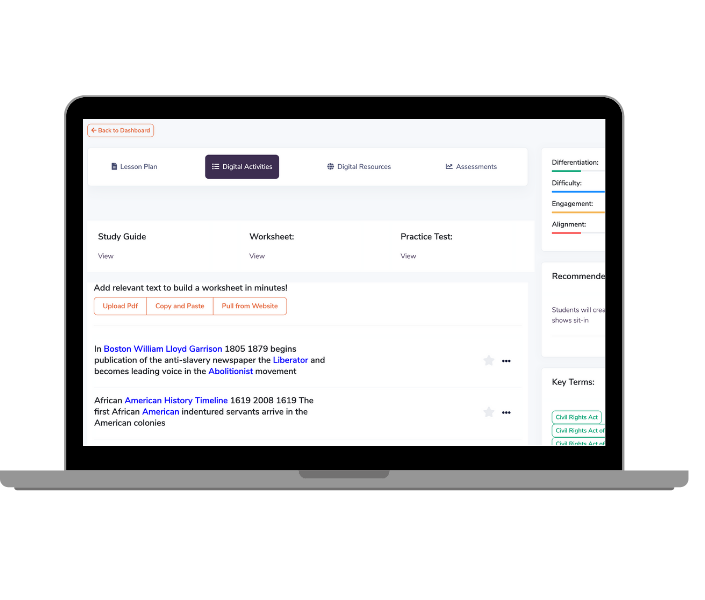 ← Back to Dashboard
Lesson Plan
Digital Activities
Digital Resources
Assessments
Study Guide
Worksheet:
Practice Test:
View
View
View
Add relevant text to build a worksheet in minutes!
Upload Pdf
Copy and Paste
Pull from Website
In Boston William Lloyd Garrison 1805 1879 begins
publication of the anti-slavery newspaper the Liberator and
becomes leading voice in the Abolitionist movement
African American History Timeline 1619 2008 1619 The
first African American indentured servants arrive in the
American colonies
Differentiation:
Difficulty:
Engagement:
Alignment:
Recommende
Students will crea
shows sit-in
Key Terms:
Civil Rights Act
Civil Rights Act of
Civil Rights Act of